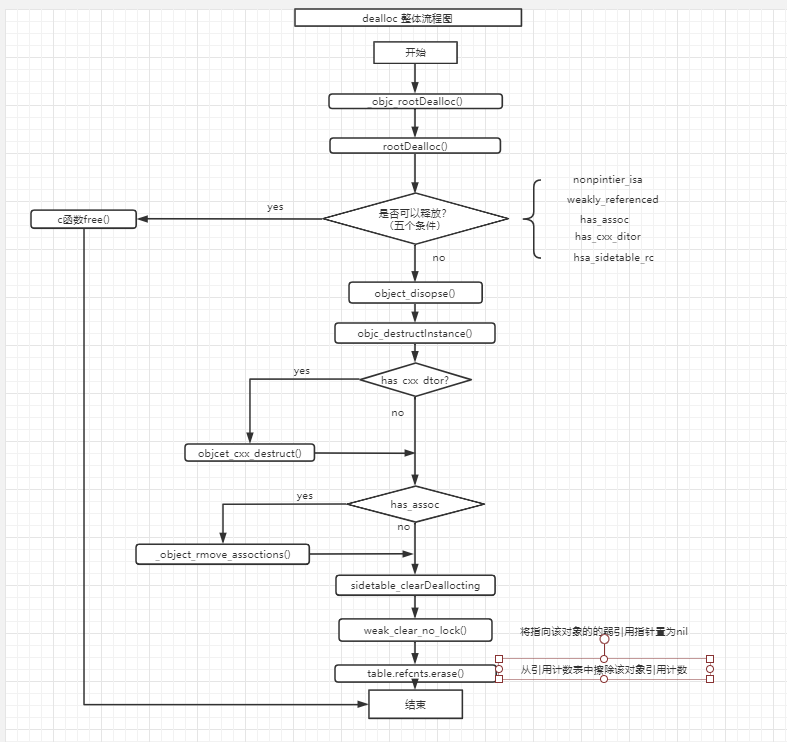 dealloc 整体流程图
开始
_objc_rootDealloc()
rootDealloc()
是否可以释放?
(五个条件)
yes
c函数free()
nonpintier_isa
weakly_referenced
has_assoc
has_cxx_ditor
hsa_sidetable_rc
no
object_disopse()
objc_destructInstance()
has_cxx_dtor?
yes
no
objcet_cxx_destruct()
has_assoc
yes
no
_object_rmove_assoctions()
sidetable_clearDeallocting
weak_clear_no_lock()
将指向该对象的的弱引用指针置为nil
table.refcnts.erase()
从引用计数表中擦除该对象引用计数
结束